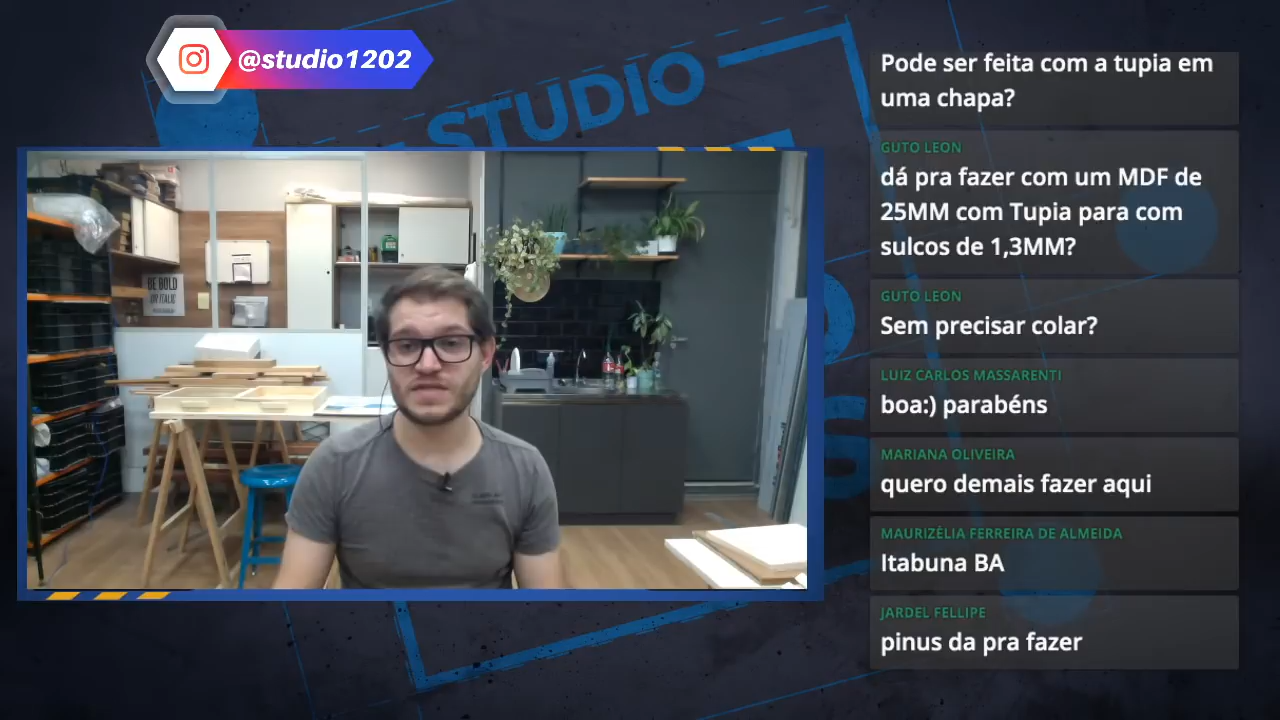 @studio1202
STUDIO
BE BOLD
OR ITALIC
Pode ser feita com a tupia em
uma chapa?
GUTO LEON
dá pra fazer com um MDF de
25MM com Tupia para com
sulcos de 1,3MM?
GUTO LEON
Sem precisar colar?
LUIZ CARLOS MASSARENTI
boa:) parabéns
MARIANA OLIVEIRA
quero demais fazer aqui
MAURIZÉLIA FERREIRA DE ALMEIDA
Itabuna BA
JARDEL FELLIPE
pinus da pra fazer